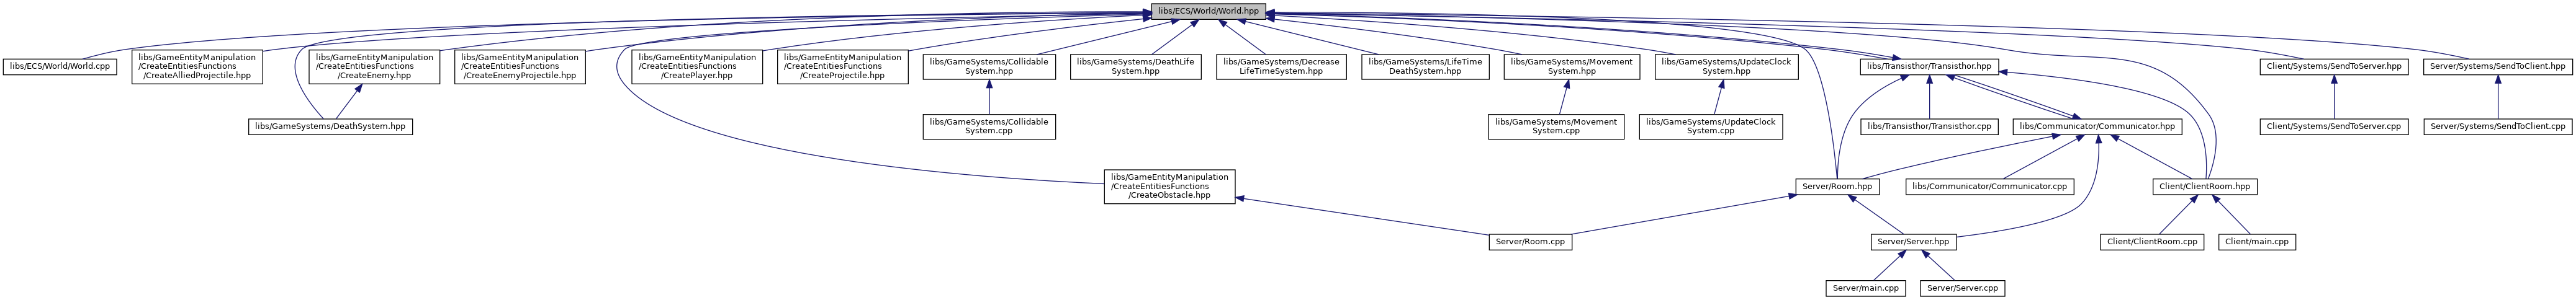 libs/ECS/World/World.hpp
libs/ECS/World/World.cpp
libs/GameEntityManipulation
/CreateEntitiesFunctions
/CreateAlliedProjectile.hpp
libs/GameEntityManipulation
/CreateEntitiesFunctions
/CreateEnemy.hpp
libs/GameEntityManipulation
/CreateEntitiesFunctions
/CreateEnemyProjectile.hpp
libs/GameEntityManipulation
/CreateEntitiesFunctions
/CreatePlayer.hpp
libs/GameEntityManipulation
/CreateEntitiesFunctions
/CreateProjectile.hpp
libs/GameSystems/Collidable
System.hpp
libs/GameSystems/DeathLife
System.hpp
libs/GameSystems/Decrease
LifeTimeSystem.hpp
libs/GameSystems/LifeTime
DeathSystem.hpp
libs/GameSystems/Movement
System.hpp
libs/GameSystems/UpdateClock
System.hpp
libs/Transisthor/Transisthor.hpp
Client/Systems/SendToServer.hpp
Server/Systems/SendToClient.hpp
libs/GameSystems/DeathSystem.hpp
libs/GameSystems/Collidable
System.cpp
libs/GameSystems/Movement
System.cpp
libs/GameSystems/UpdateClock
System.cpp
libs/Transisthor/Transisthor.cpp
libs/Communicator/Communicator.hpp
Client/Systems/SendToServer.cpp
Server/Systems/SendToClient.cpp
libs/GameEntityManipulation
/CreateEntitiesFunctions
/CreateObstacle.hpp
Server/Room.hpp
libs/Communicator/Communicator.cpp
Client/ClientRoom.hpp
Server/Room.cpp
Server/Server.hpp
Client/ClientRoom.cpp
Client/main.cpp
Server/main.cpp
Server/Server.cpp